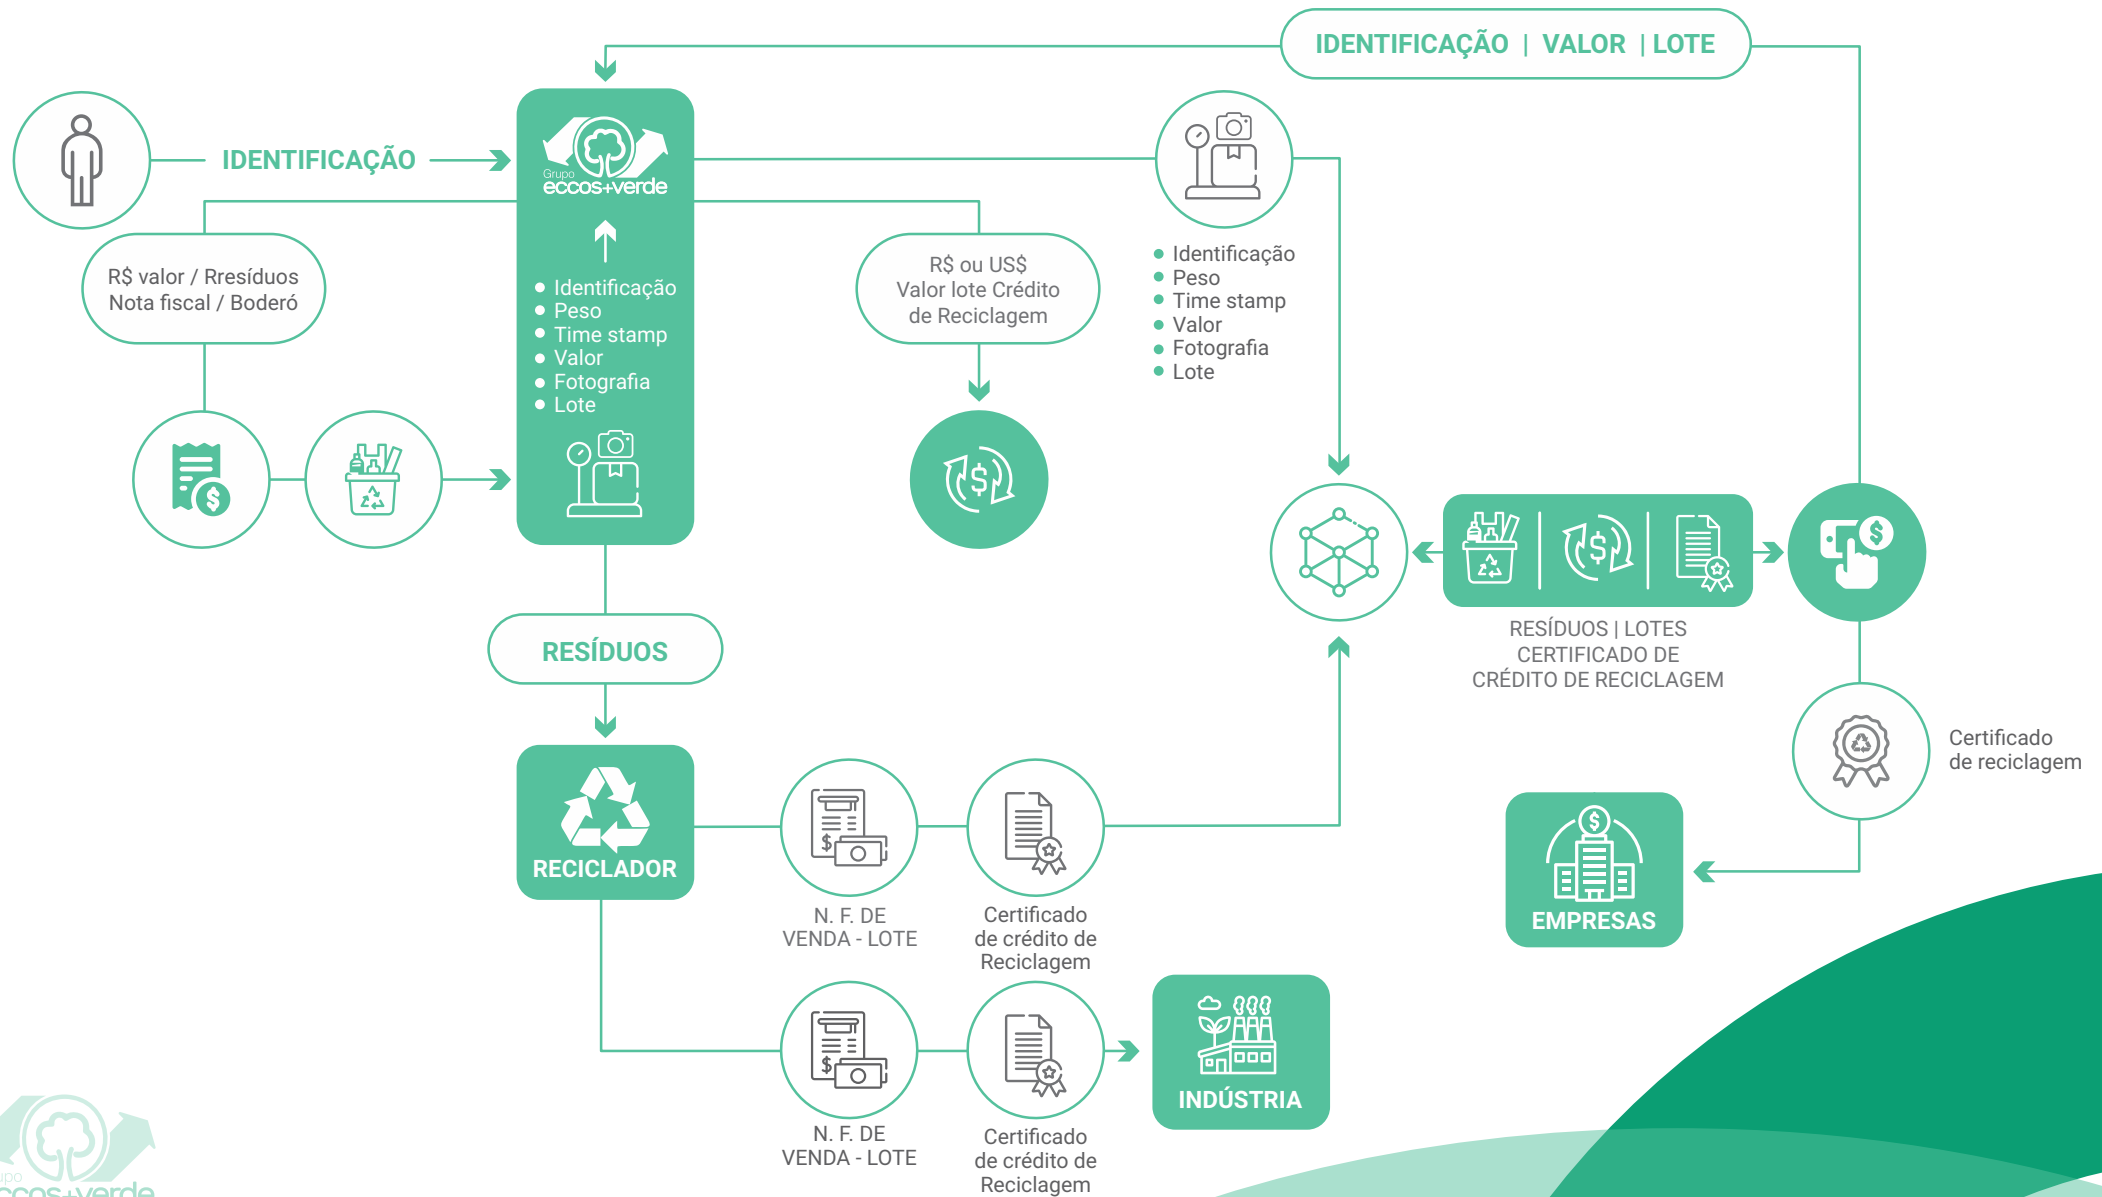 IDENTIFICAÇÃO | VALOR | LOTE
IDENTIFICAÇÃO
Grupo
eccos+verde
R$ valor / Rresíduos
Nota fiscal / Boderó
Identificação
Peso
Time stamp
Valor
Fotografia
Lote
R$ ou US$
Valor lote Crédito
de Reciclagem
Identificação
Peso
Time stamp
Valor
Fotografia
Lote
RESÍDUOS | LOTES
CERTIFICADO DE
CRÉDITO DE RECICLAGEM
RESÍDUOS
Certificado
de reciclagem
RECICLADOR
N. F. DE
VENDA - LOTE
Certificado
de crédito de
Reciclagem
EMPRESAS
N. F. DE
VENDA - LOTE
Certificado
de crédito de
Reciclagem
INDÚSTRIA